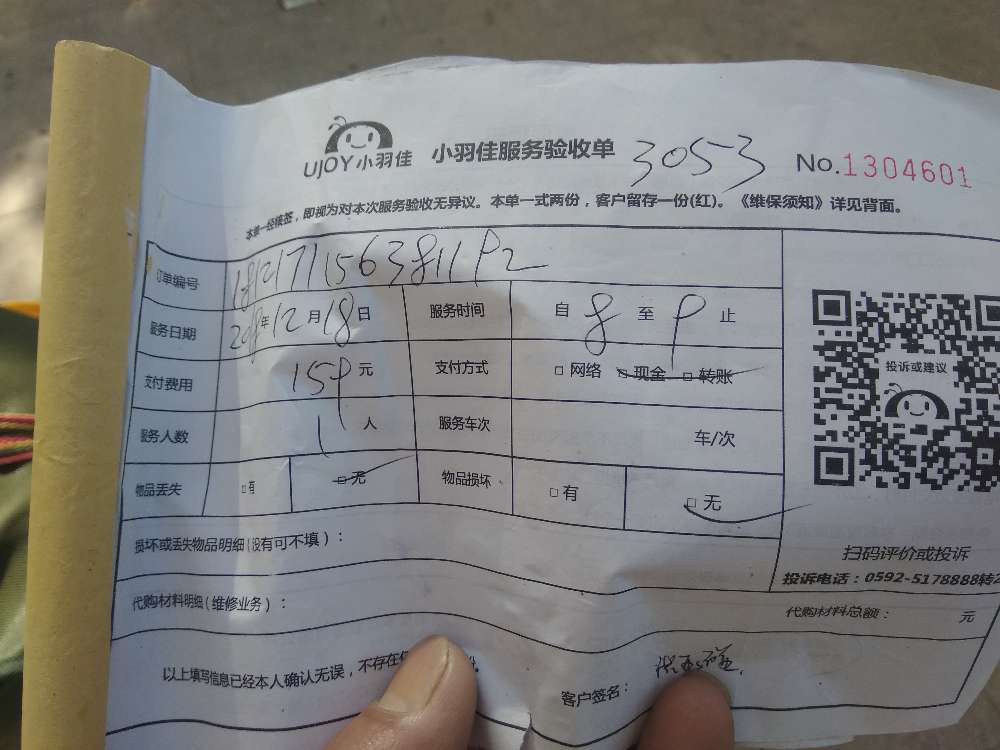 UJOY小羽佳 小羽佳服务验收单 3053 No.1304601
本单一经核签，即视为对本次服务验收无异议。本单一式两份，客户留存一份(红)。《维保须知》详见背面。
订单编号 18121711563811P2
服务日期 2018年12月18日 服务时间 自8至9止
支付费用 159元 支付方式 □网络 □现金 □转账
服务人数 1人 服务车次 车/次
物品丢失 □有 □无 物品损坏 □有 □无
投诉或建议
损坏或丢失物品明细(没有可不填)：
扫码评价或投诉
投诉电话：0592-5178888转2
代购材料明细(维修业务)： 代购材料总额： 元
以上填写信息已经本人确认无误，不存在
客户签名：